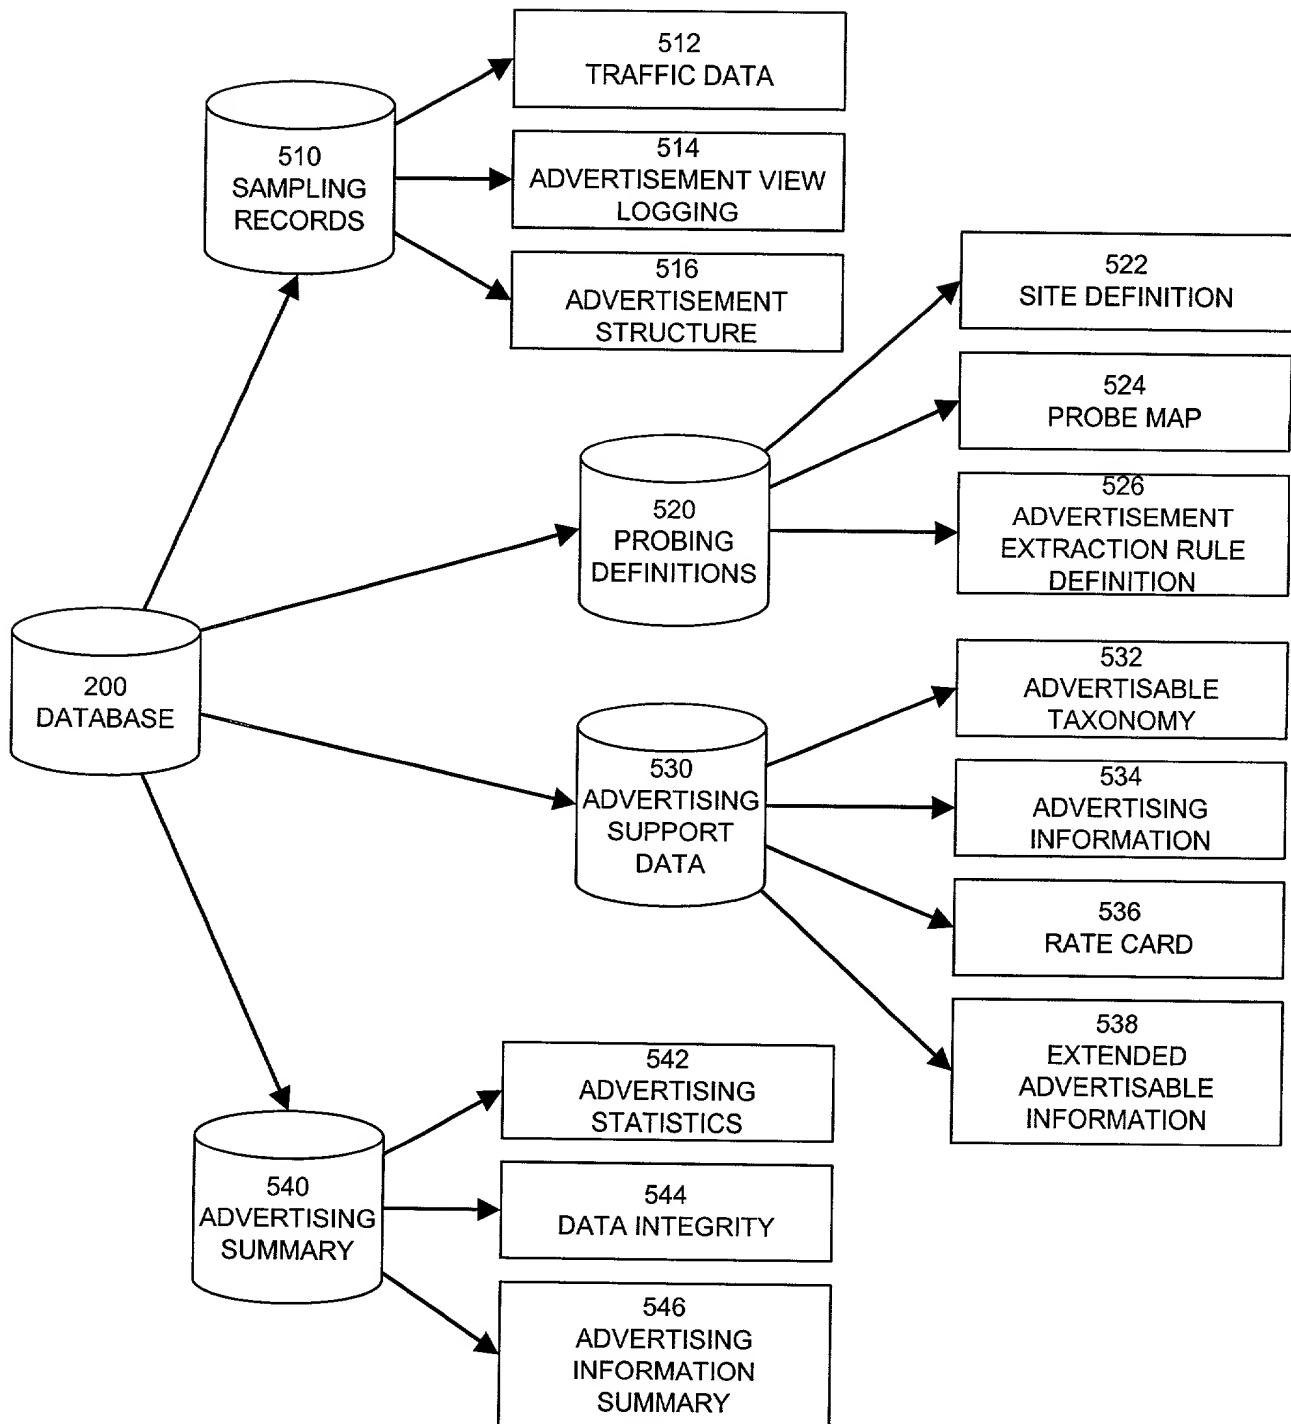 512
TRAFFIC DATA
510
SAMPLING
RECORDS
514
ADVERTISEMENT VIEW
LOGGING
516
ADVERTISEMENT
STRUCTURE
522
SITE DEFINITION
524
PROBE MAP
520
PROBING
DEFINITIONS
526
ADVERTISEMENT
EXTRACTION RULE
DEFINITION
200
DATABASE
532
ADVERTISABLE
TAXONOMY
530
ADVERTISING
SUPPORT
DATA
534
ADVERTISING
INFORMATION
536
RATE CARD
538
EXTENDED
ADVERTISABLE
INFORMATION
542
ADVERTISING
STATISTICS
540
ADVERTISING
SUMMARY
544
DATA INTEGRITY
546
ADVERTISING
INFORMATION
SUMMARY